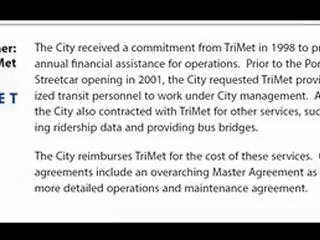 ner: The City received a commitment from TriMet in 1998 to pr
Met annual financial assistance for operations. Prior to the Por
Streetcar opening in 2001, the City requested TriMet provi
E T ized transit personnel to work under City management. A
the City also contracted with TriMet for other services, suc
ing ridership data and providing bus bridges.
The City reimburses TriMet for the cost of these services. 
agreements include an overarching Master Agreement as
more detailed operations and maintenance agreement.